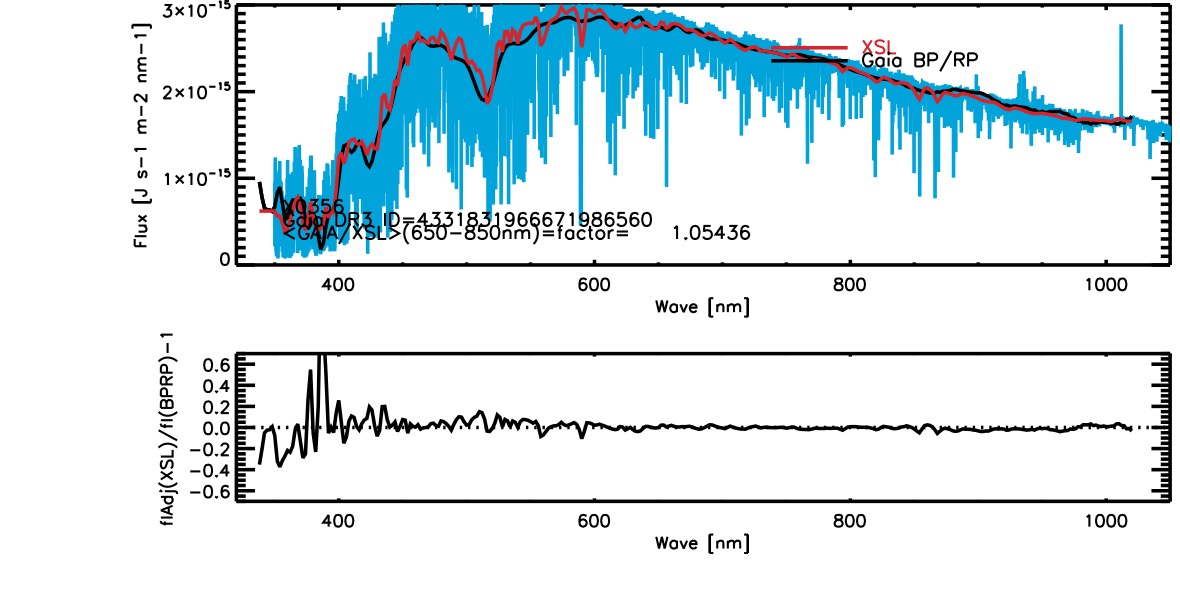 3×10⁻¹⁵
2×10⁻¹⁵
1×10⁻¹⁵
0
Flux [J s−1 m−2 nm−1]
XSL
Gaia BP/RP
X0356
Gaia DR3 ID=4331831966671986560
<GAIA/XSL>(650−850nm)=factor= 1.05436
400 600 800 1000
Wave [nm]
0.6
0.4
0.2
0.0
−0.2
−0.4
−0.6
flAdj(XSL)/fl(BPRP)−1
400 600 800 1000
Wave [nm]